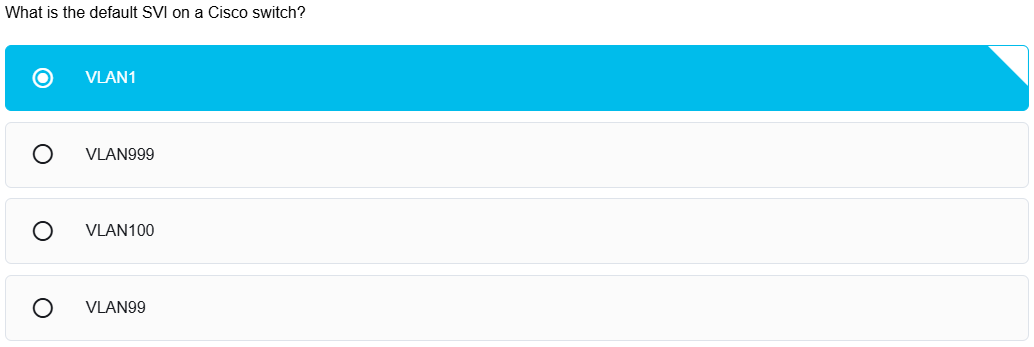 What is the default SVI on a Cisco switch?
VLAN1
VLAN999
VLAN100
VLAN99